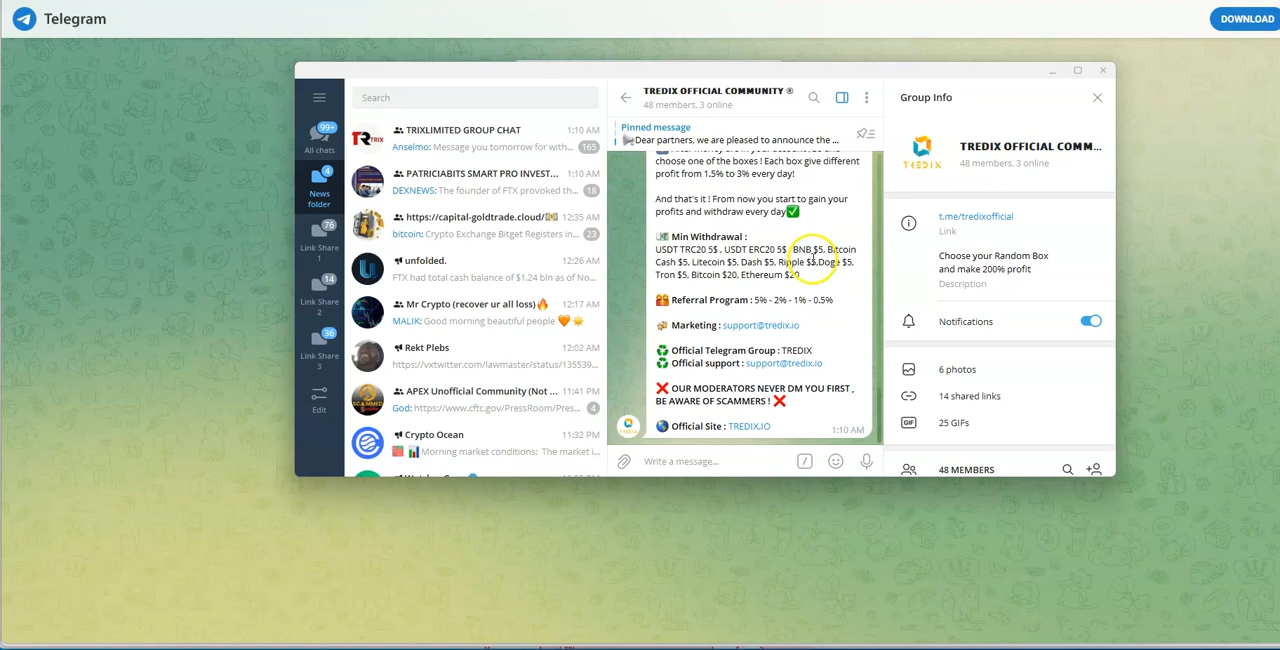 Telegram
DOWNLOAD
Search
All chats
99+
News
folder
4
Link Share
1
76
Link Share
2
14
Link Share
3
36
Edit
TRIXLIMITED GROUP CHAT
1:10 AM
Anselmo: Message you tomorrow for with...
165
PATRICIABITS SMART PRO INVEST...
1:10 AM
DEXNEWS: The founder of FTX provoked th...
18
https://capital-goldtrade.cloud/
12:35 AM
bitcoin: Crypto Exchange Bitget Registers in...
23
unfolded.
12:26 AM
FTX had total cash balance of $1.24 bln as of No...
Mr Crypto (recover ur all loss)🔥
12:17 AM
MALIK: Good morning beautiful people 🧡 ☀️
Rekt Plebs
12:02 AM
https://vxtwitter.com/lawmaster/status/135539...
APEX Unofficial Community (Not ...
11:41 PM
God: https://www.cftc.gov/PressRoom/Pres...
4
Crypto Ocean
11:32 PM
Morning market conditions: The market i...
TREDIX OFFICIAL COMMUNITY ®
48 members, 3 online
Pinned message
📢Dear partners, we are pleased to announce the ...
choose one of the boxes ! Each box give different
profit from 1.5% to 3% every day!
And that's it ! From now you start to gain your
profits and withdraw every day✅
💵 Min Withdrawal :
USDT TRC20 5$ , USDT ERC20 5$ , BNB $5, Bitcoin
Cash $5, Litecoin $5, Dash $5, Ripple $5,Doge $5,
Tron $5, Bitcoin $20, Ethereum $20
🎁 Referral Program : 5% - 2% - 1% - 0.5%
Marketing : support@tredix.io
♻️ Official Telegram Group : TREDIX
♻️ Official support : support@tredix.io
❌ OUR MODERATORS NEVER DM YOU FIRST ,
BE AWARE OF SCAMMERS ! ❌
🌎 Official Site : TREDIX.IO
1:10 AM
Write a message...
Group Info
TREDIX
TREDIX OFFICIAL COMM...
48 members, 3 online
t.me/tredixofficial
Link
Choose your Random Box
and make 200% profit
Description
Notifications
6 photos
14 shared links
GIF
25 GIFs
48 MEMBERS